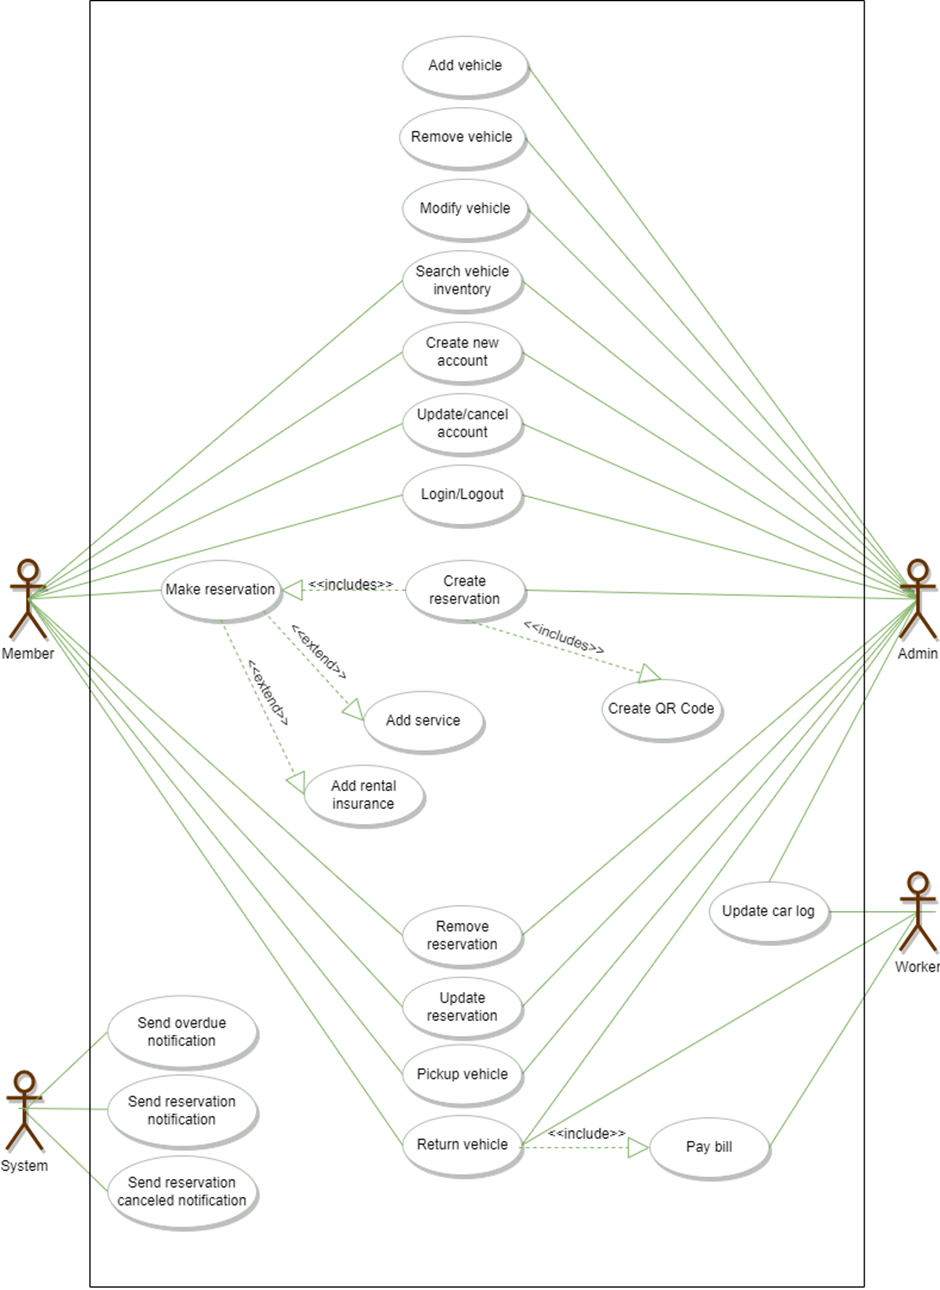 Add vehicle
Remove vehicle
Modify vehicle
Search vehicle
inventory
Create new
account
Update/cancel
account
Login/Logout
Make reservation
<<includes>>
Create
reservation
Member
Admin
<<includes>>
<<extend>>
<<extend>>
Add service
Create QR Code
Add rental
insurance
Update car log
Worker
Remove
reservation
Update
reservation
Send overdue
notification
Pickup vehicle
Send reservation
notification
Return vehicle
<<include>>
Pay bill
System
Send reservation
canceled notification